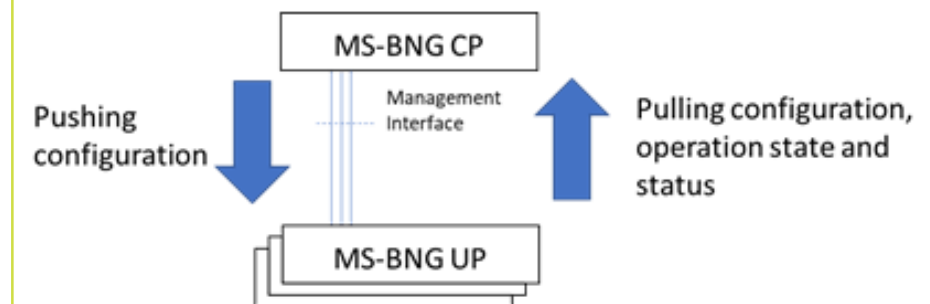 MS-BNG CP
Management
Interface
Pushing
configuration
Pulling configuration,
operation state and
status
MS-BNG UP